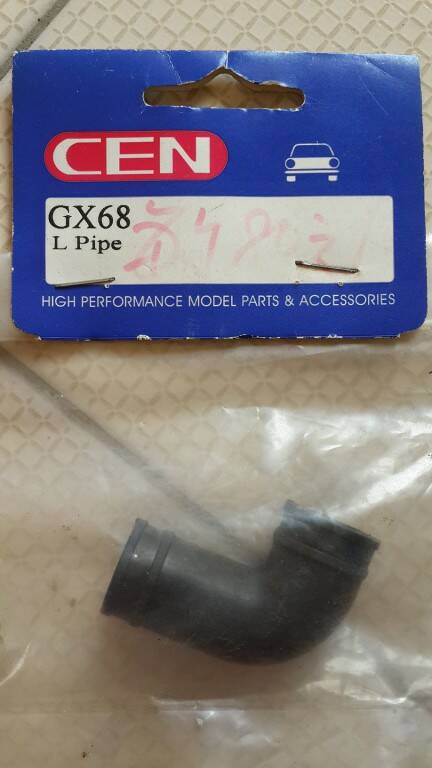 CEN
GX68
L Pipe
HIGH PERFORMANCE MODEL PARTS & ACCESSORIES